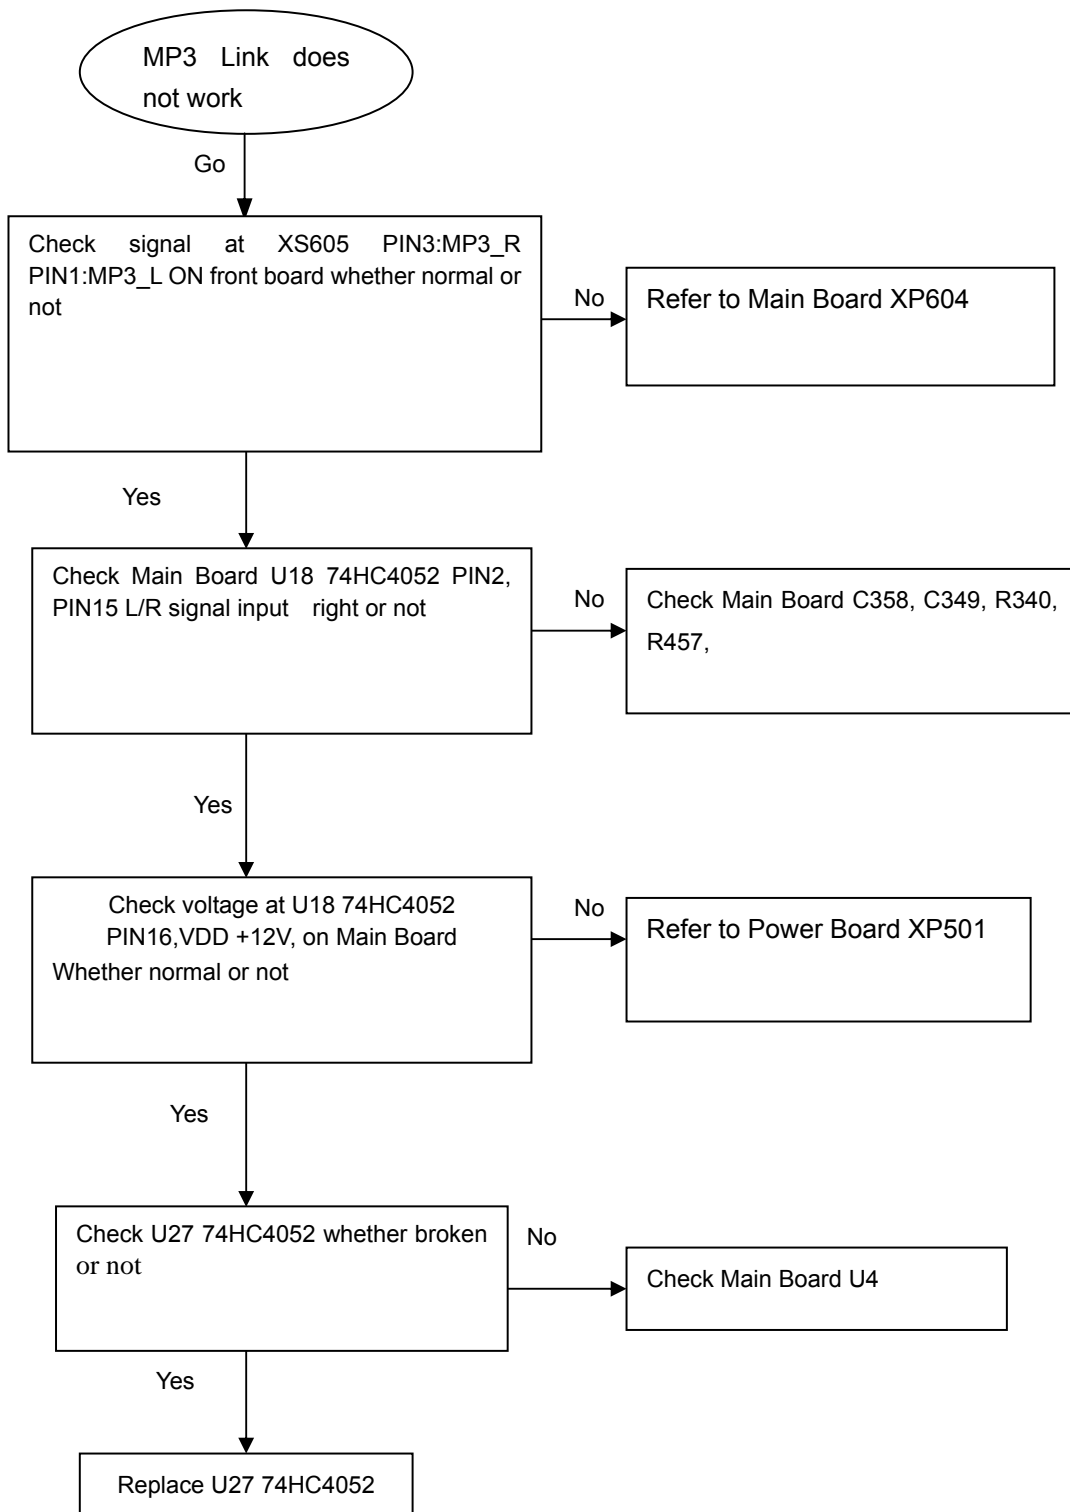 MP3 Link does
not work
Go
Check signal at XS605 PIN3:MP3_R
PIN1:MP3_L ON front board whether normal or
not
No
Refer to Main Board XP604
Yes
Check Main Board U18 74HC4052 PIN2,
PIN15 L/R signal input right or not
No
Check Main Board C358, C349, R340,
R457,
Yes
Check voltage at U18 74HC4052
PIN16,VDD +12V, on Main Board
Whether normal or not
No
Refer to Power Board XP501
Yes
Check U27 74HC4052 whether broken
or not
No
Check Main Board U4
Yes
Replace U27 74HC4052